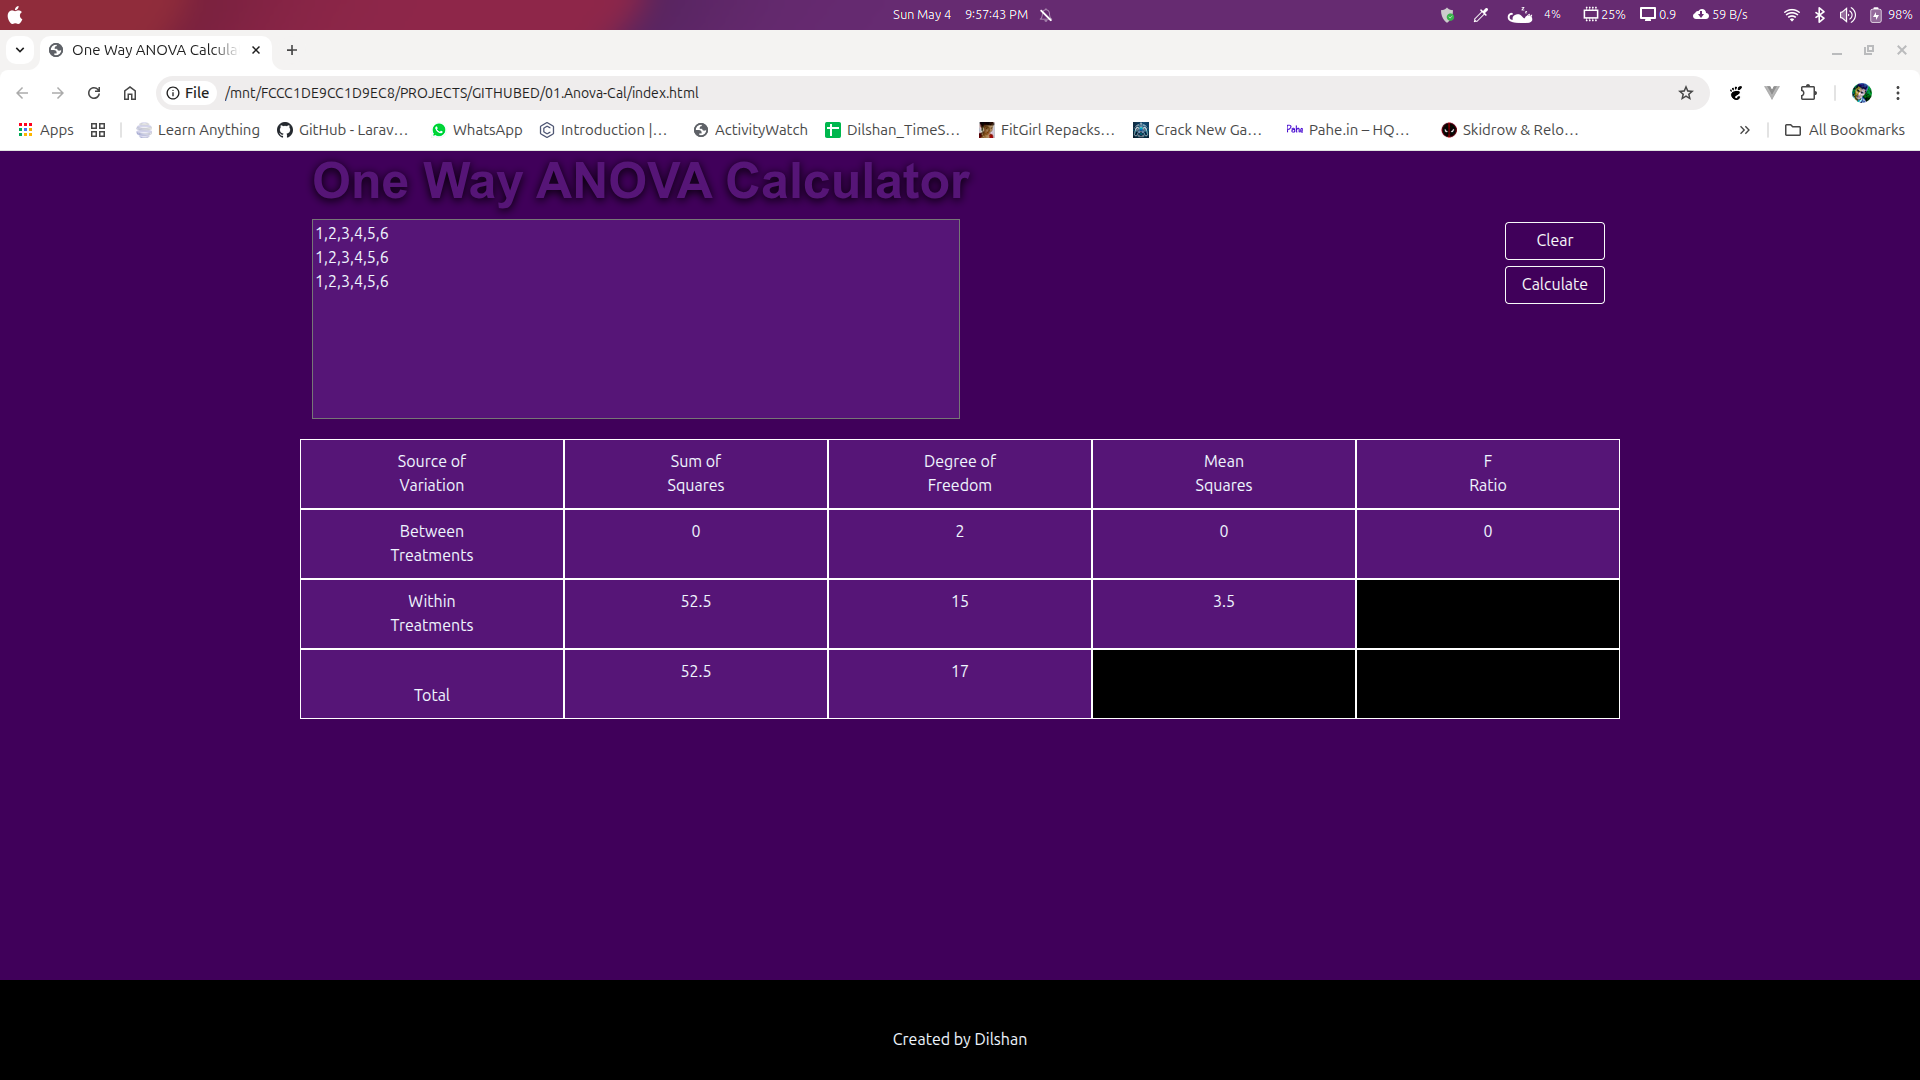 Sun May 4 9:57:43 PM
4% 25% 0.9 59 B/s 98%
One Way ANOVA Calcula
File /mnt/FCCC1DE9CC1D9EC8/PROJECTS/GITHUBED/01.Anova-Cal/index.html
Apps Learn Anything GitHub - Larav… WhatsApp Introduction |… ActivityWatch Dilshan_TimeS… FitGirl Repacks… Crack New Ga… Pahe Pahe.in – HQ… Skidrow & Relo… » All Bookmarks
One Way ANOVA Calculator
1,2,3,4,5,6
1,2,3,4,5,6
1,2,3,4,5,6
Clear
Calculate
Source of Sum of Degree of Mean F
Variation Squares Freedom Squares Ratio
Between 0 2 0 0
Treatments
Within 52.5 15 3.5
Treatments
52.5 17
Total
Created by Dilshan